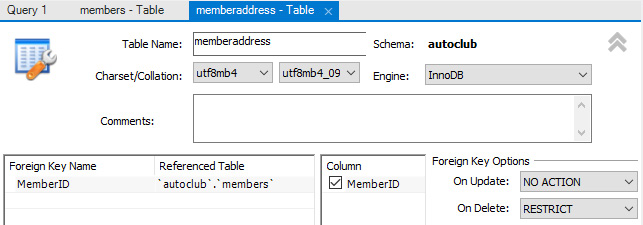 Query 1 members - Table memberaddress - Table ×
Table Name: memberaddress Schema: autoclub
Charset/Collation: utf8mb4 utf8mb4_09 Engine: InnoDB
Comments:
Foreign Key Name Referenced Table Column Foreign Key Options
MemberID `autoclub`.`members` MemberID On Update: NO ACTION
On Delete: RESTRICT